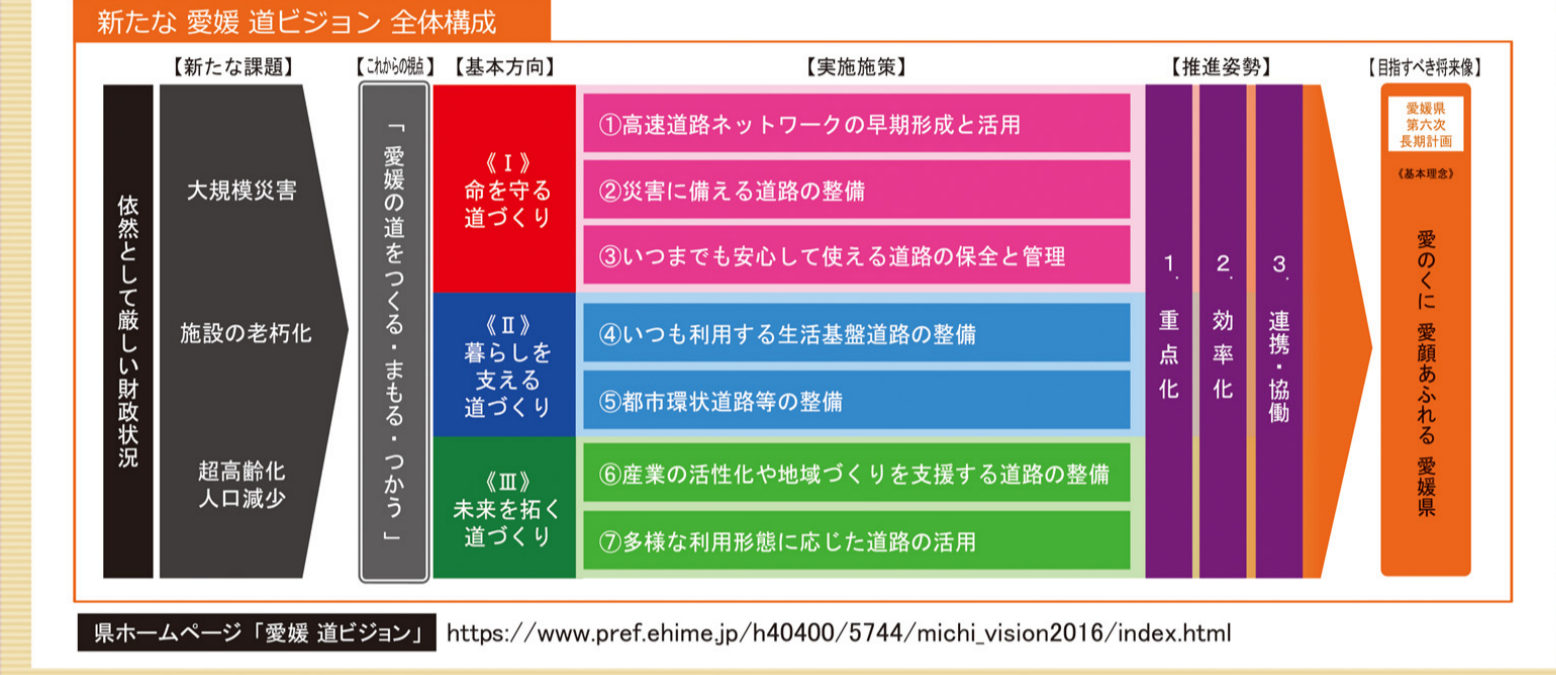 新たな 愛媛 道ビジョン 全体構成
【新たな課題】
【これからの視点】
【基本方向】
【実施施策】
【推進姿勢】
【目指すべき将来像】
依然として厳しい財政状況
大規模災害
施設の老朽化
超高齢化
人口減少
「愛媛の道をつくる・まもる・つかう」
《Ⅰ》
命を守る
道づくり
①高速道路ネットワークの早期形成と活用
②災害に備える道路の整備
③いつまでも安心して使える道路の保全と管理
《Ⅱ》
暮らしを
支える
道づくり
④いつも利用する生活基盤道路の整備
⑤都市環状道路等の整備
《Ⅲ》
未来を拓く
道づくり
⑥産業の活性化や地域づくりを支援する道路の整備
⑦多様な利用形態に応じた道路の活用
1.重点化
2.効率化
3.連携・協働
愛媛県
第六次
長期計画
《基本理念》
愛のくに 愛顔あふれる 愛媛県
県ホームページ「愛媛 道ビジョン」 https://www.pref.ehime.jp/h40400/5744/michi_vision2016/index.html